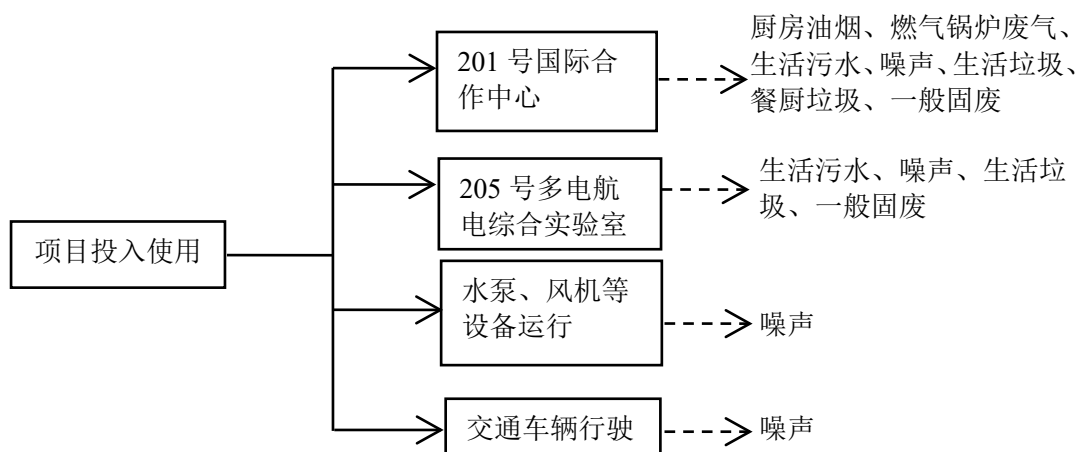 项目投入使用
201 号国际合
作中心
厨房油烟、燃气锅炉废气、
生活污水、噪声、生活垃圾、
餐厨垃圾、一般固废
205 号多电航
电综合实验室
生活污水、噪声、生活垃
圾、一般固废
水泵、风机等
设备运行
噪声
交通车辆行驶
噪声